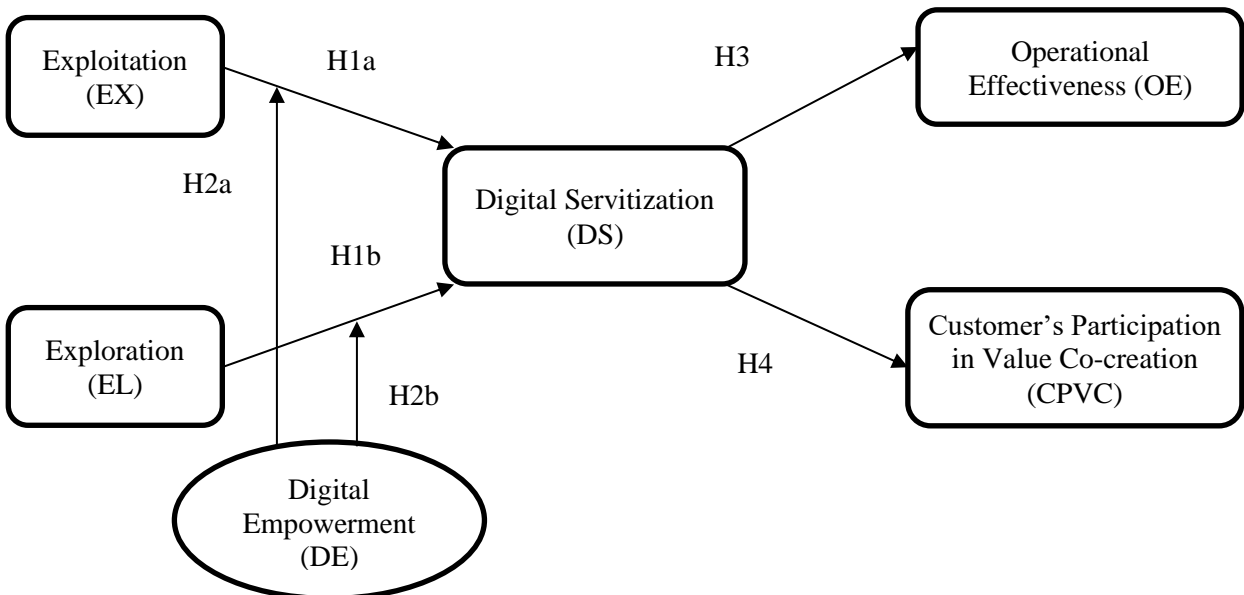 Exploitation
(EX)
H1a
H3
Operational
Effectiveness (OE)
H2a
Digital Servitization
(DS)
H1b
Exploration
(EL)
H2b
H4
Customer’s Participation
in Value Co-creation
(CPVC)
Digital
Empowerment
(DE)